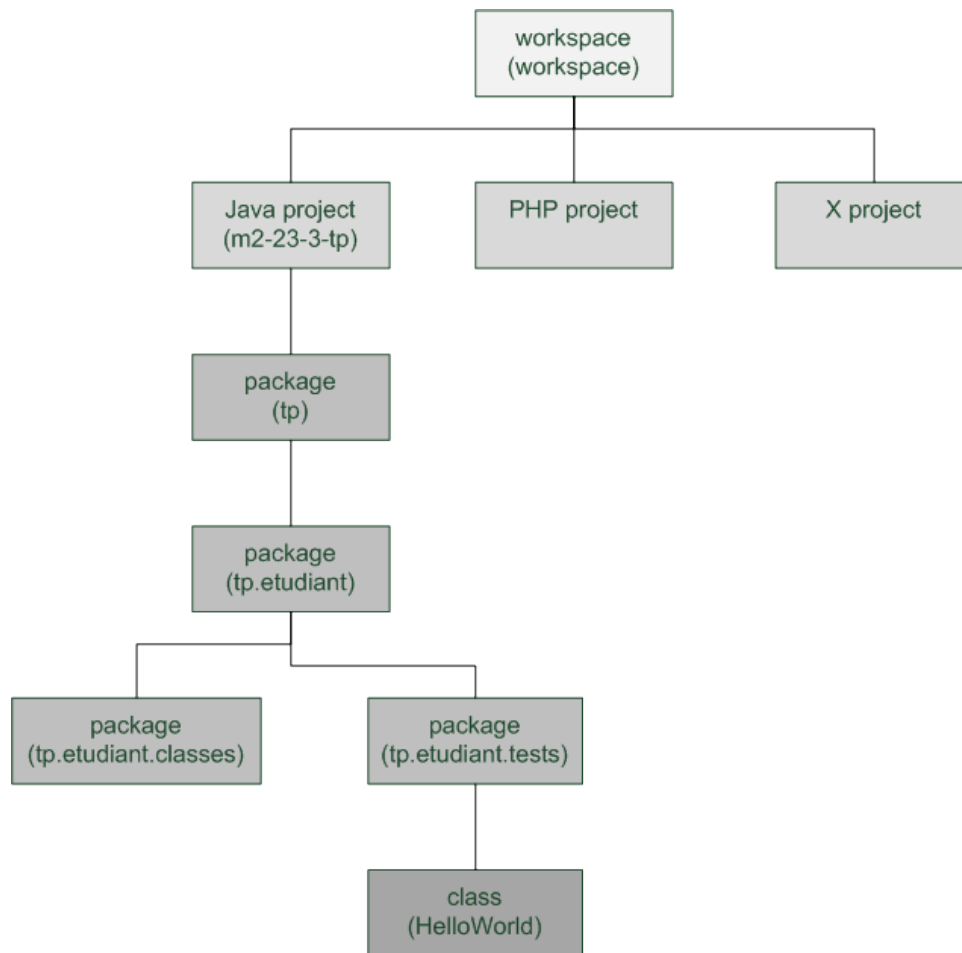 workspace
(workspace)
Java project
(m2-23-3-tp)
PHP project
X project
package
(tp)
package
(tp.etudiant)
package
(tp.etudiant.classes)
package
(tp.etudiant.tests)
class
(HelloWorld)